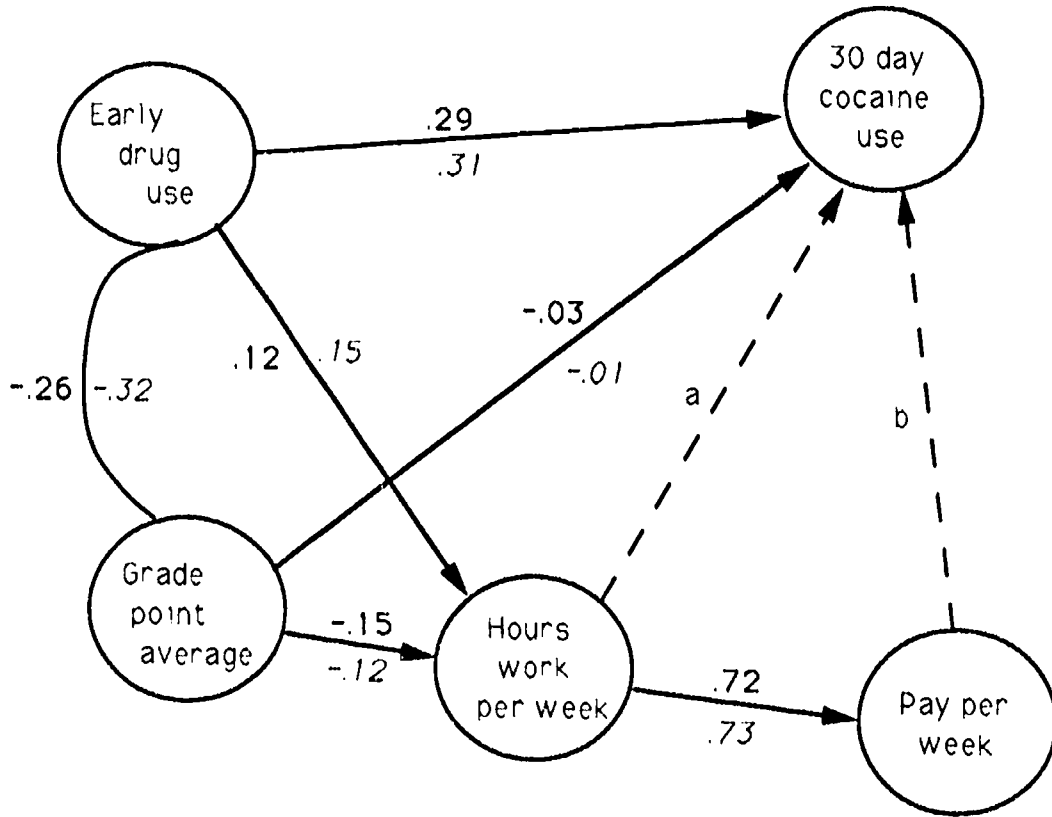 30 day
cocaine
use
Early
drug
use
.29
.31
-.03
-.01
.12 .15
-.26 -.32
a
b
Grade
point
average
-.15
-.12
Hours
work
per week
.72
.73
Pay per
week